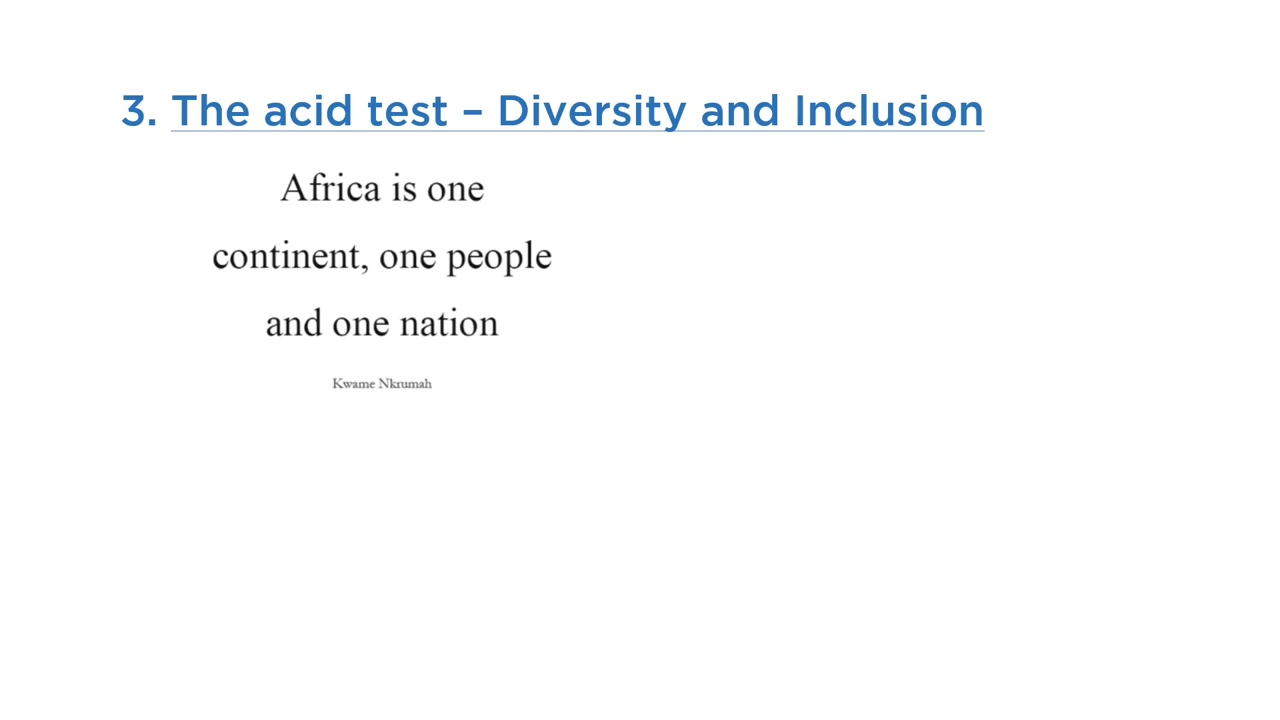 3. The acid test – Diversity and Inclusion
Africa is one
continent, one people
and one nation
Kwame Nkrumah